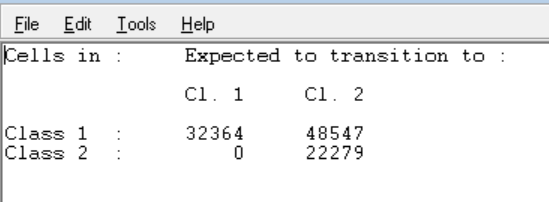 File Edit Tools Help
Cells in : Expected to transition to :
Cl. 1 Cl. 2
Class 1 : 32364 48547
Class 2 : 0 22279